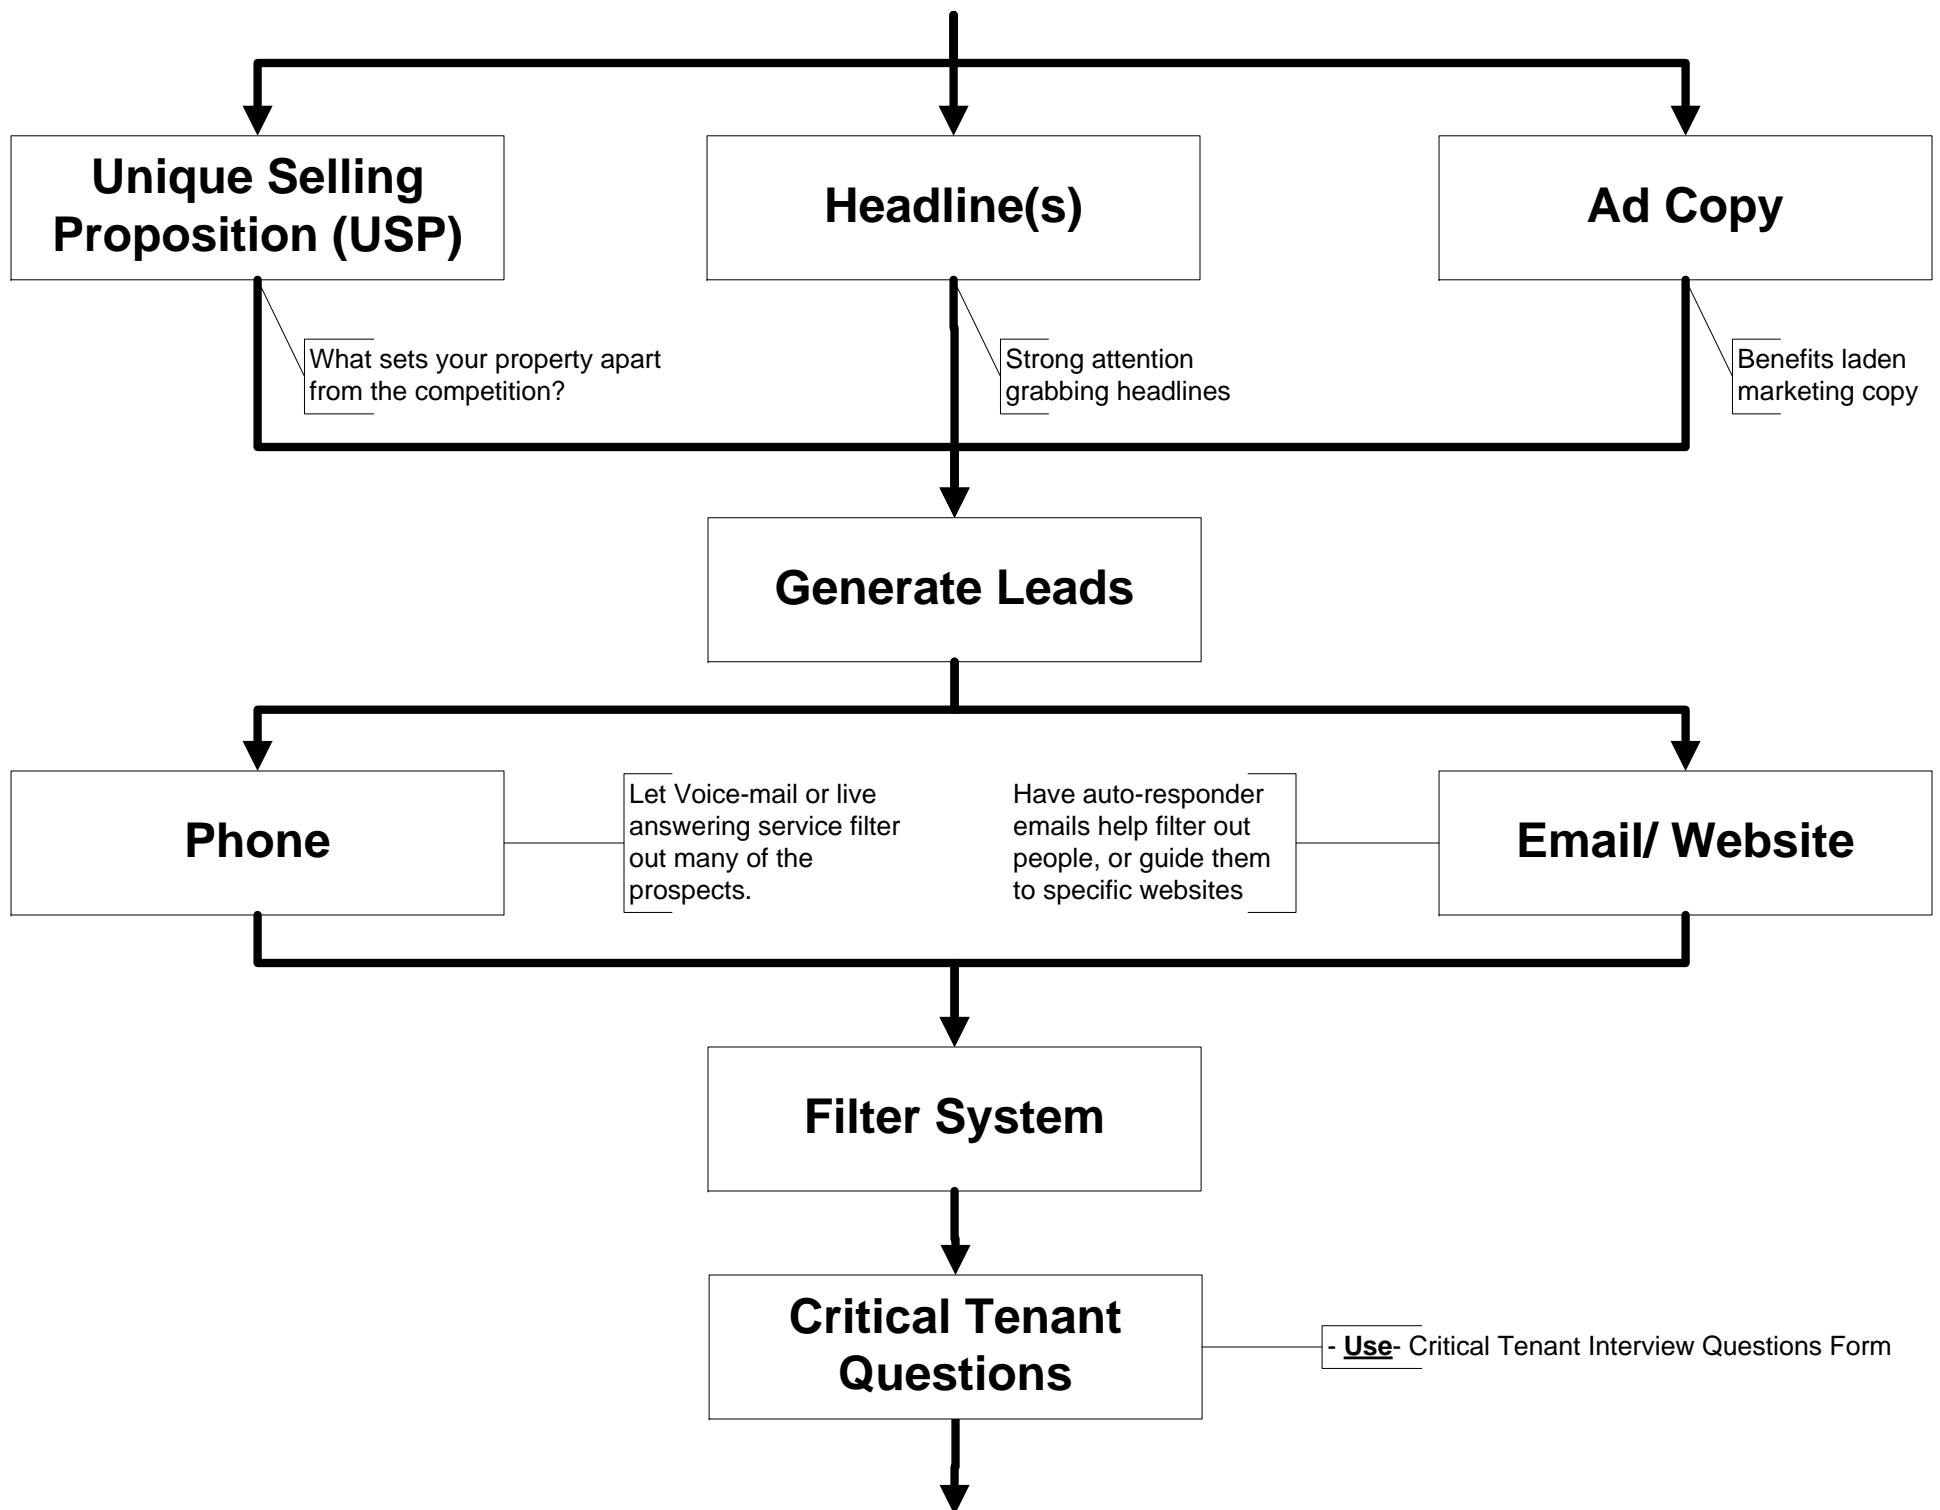 Unique Selling
Proposition (USP)
Headline(s)
Ad Copy
What sets your property apart
from the competition?
Strong attention
grabbing headlines
Benefits laden
marketing copy
Generate Leads
Phone
Let Voice-mail or live
answering service filter
out many of the
prospects.
Have auto-responder
emails help filter out
people, or guide them
to specific websites
Email/ Website
Filter System
Critical Tenant
Questions
- Use- Critical Tenant Interview Questions Form